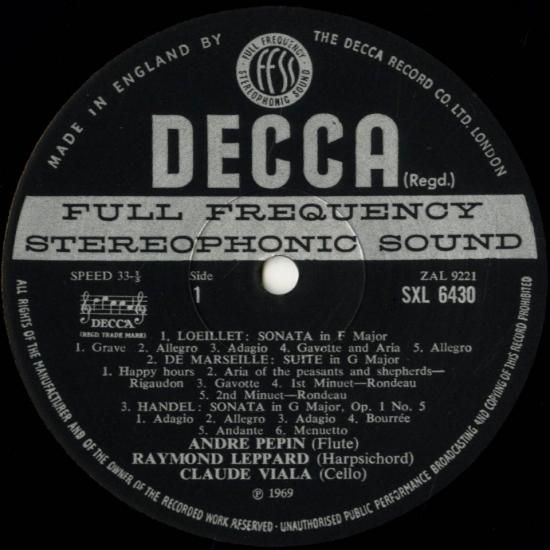 MADE IN ENGLAND BY
THE DECCA RECORD CO. LTD. LONDON
FULL FREQUENCY
ffss
STEREOPHONIC SOUND
DECCA (Regd.)
FULL FREQUENCY
STEREOPHONIC SOUND
SPEED 33-⅓
Side
1
ZAL 9221
SXL 6430
DECCA
(REGD TRADE MARK)
1. LOEILLET: SONATA in F Major
1. Grave 2. Allegro 3. Adagio 4. Gavotte and Aria 5. Allegro
2. DE MARSEILLE: SUITE in G Major
1. Happy hours 2. Aria of the peasants and shepherds—
Rigaudon 3. Gavotte 4. 1st Minuet—Rondeau
5. 2nd Minuet—Rondeau
3. HANDEL: SONATA in G Major, Op. 1 No. 5
1. Adagio 2. Allegro 3. Adagio 4. Bourrée
5. Andante 6. Menuetto
ANDRE PEPIN (Flute)
RAYMOND LEPPARD (Harpsichord)
CLAUDE VIALA (Cello)
℗ 1969
ALL RIGHTS OF THE MANUFACTURER AND OF THE OWNER OF THE RECORDED WORK RESERVED - UNAUTHORISED PUBLIC PERFORMANCE BROADCASTING AND COPYING OF THIS RECORD PROHIBITED